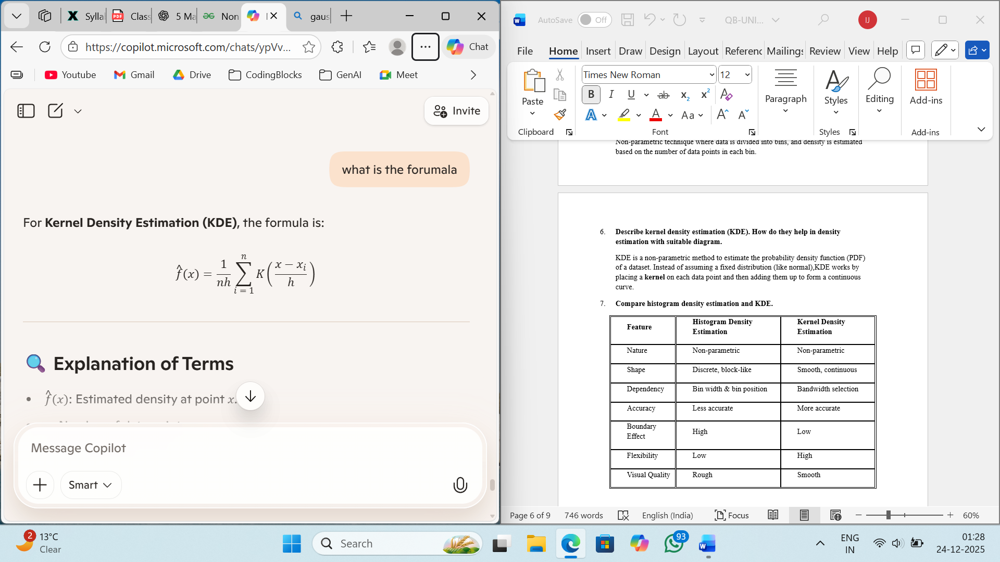 Sylla
Class
5 Ma
Non
gaus
https://copilot.microsoft.com/chats/ypVv...
Chat
Youtube
Gmail
Drive
CodingBlocks
GenAI
Meet
Invite
what is the forumala
For Kernel Density Estimation (KDE), the formula is:
f̂(x) = 1/nh ∑ i = 1 n K((x − xᵢ)/h)
🔍 Explanation of Terms
• f̂(x): Estimated density at point x.
Message Copilot
Smart
AutoSave Off QB-UNI... IJ
File Home Insert Draw Design Layout Referenc Mailings Review View Help
Times New Roman 12
Paste
B I U ab x₂ x² A
A A Aa A A
Paragraph
Styles
Editing
Add-ins
Clipboard
Font
Styles
Add-ins
Non-parametric technique where data is divided into bins, and density is estimated
based on the number of data points in each bin.
6. Describe kernel density estimation (KDE). How do they help in density
estimation with suitable diagram.
KDE is a non-parametric method to estimate the probability density function (PDF)
of a dataset. Instead of assuming a fixed distribution (like normal),KDE works by
placing a kernel on each data point and then adding them up to form a continuous
curve.
7. Compare histogram density estimation and KDE.
Feature
Histogram Density
Estimation
Kernel Density
Estimation
Nature Non-parametric Non-parametric
Shape Discrete, block-like Smooth, continuous
Dependency Bin width & bin position Bandwidth selection
Accuracy Less accurate More accurate
Boundary
Effect
High Low
Flexibility Low High
Visual Quality Rough Smooth
Page 6 of 9 746 words English (India) Focus 60%
2
13°C
Clear
Search
93
ENG
IN
01:28
24-12-2025